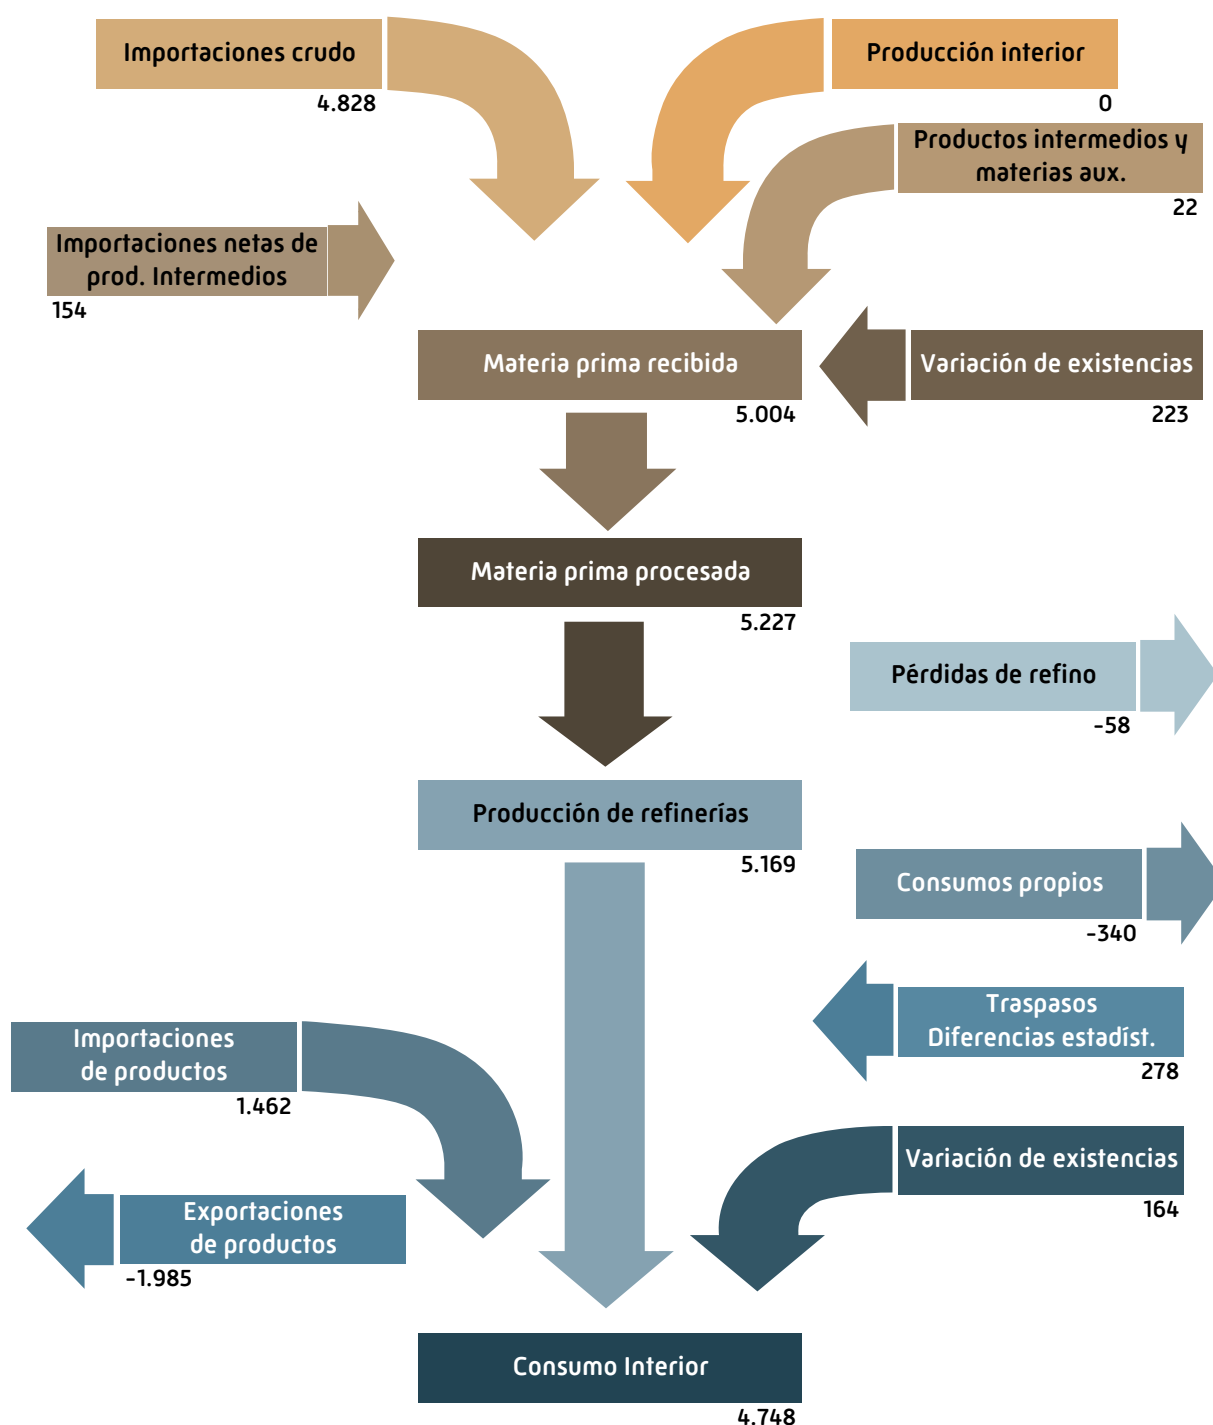 Importaciones crudo
4.828
Producción interior
0
Productos intermedios y
materias aux.
22
Importaciones netas de
prod. Intermedios
154
Materia prima recibida
5.004
Variación de existencias
223
Materia prima procesada
5.227
Pérdidas de refino
-58
Producción de refinerías
5.169
Consumos propios
-340
Traspasos
Diferencias estadíst.
278
Importaciones
de productos
1.462
Variación de existencias
164
Exportaciones
de productos
-1.985
Consumo Interior
4.748